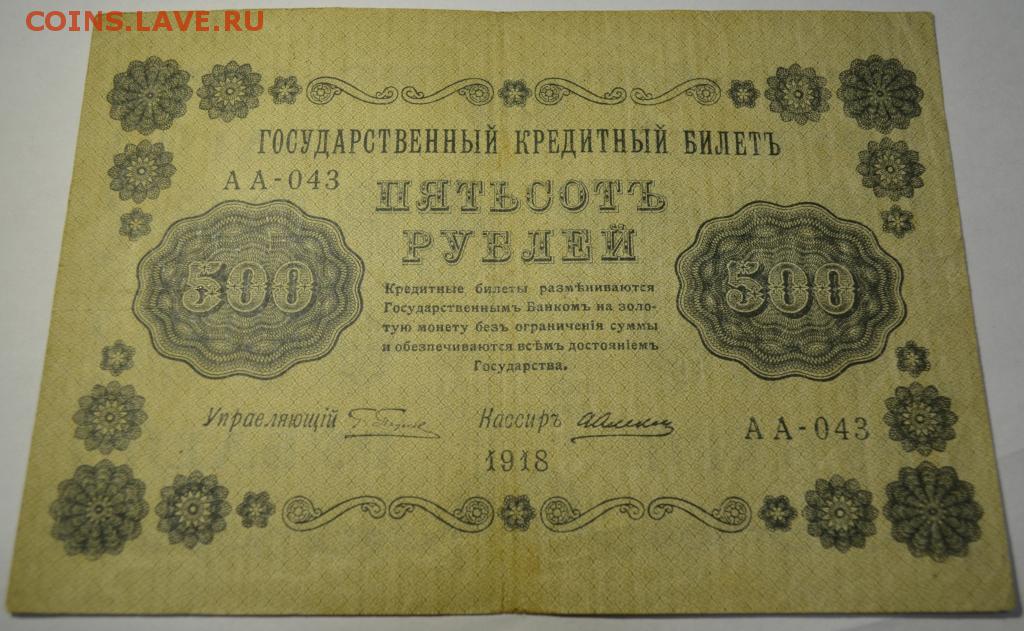 COINS.LAVE.RU
ГОСУДАРСТВЕННЫЙ КРЕДИТНЫЙ БИЛЕТЪ
АА-043
ПЯТЬСОТЪ
РУБЛЕЙ
500
500
Кредитные билеты размѣниваются
Государственнымъ Банкомъ на золо-
тую монету безъ ограниченія суммы
и обезпечиваются всѣмъ достояніемъ
Государства.
Управляющій
Кассиръ
АА-043
1918